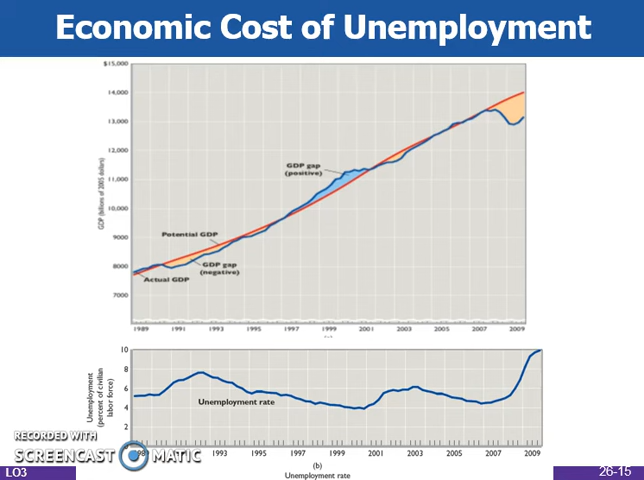 Economic Cost of Unemployment
$15,000
14,000
13,000
12,000
11,000
10,000
9000
8000
7000
GDP (billions of 2005 dollars)
GDP gap
(positive)
Potential GDP
GDP gap
(negative)
Actual GDP
1989 1991 1993 1995 1997 1999 2001 2003 2005 2007 2009
10
8
6
4
2
Unemployment
(percent of civilian
labor force)
Unemployment rate
1993 1995 1997 1999 2001 2003 2005 2007 2009
RECORDED WITH
SCREENCAST MATIC
(b)
Unemployment rate
LO3
26-15